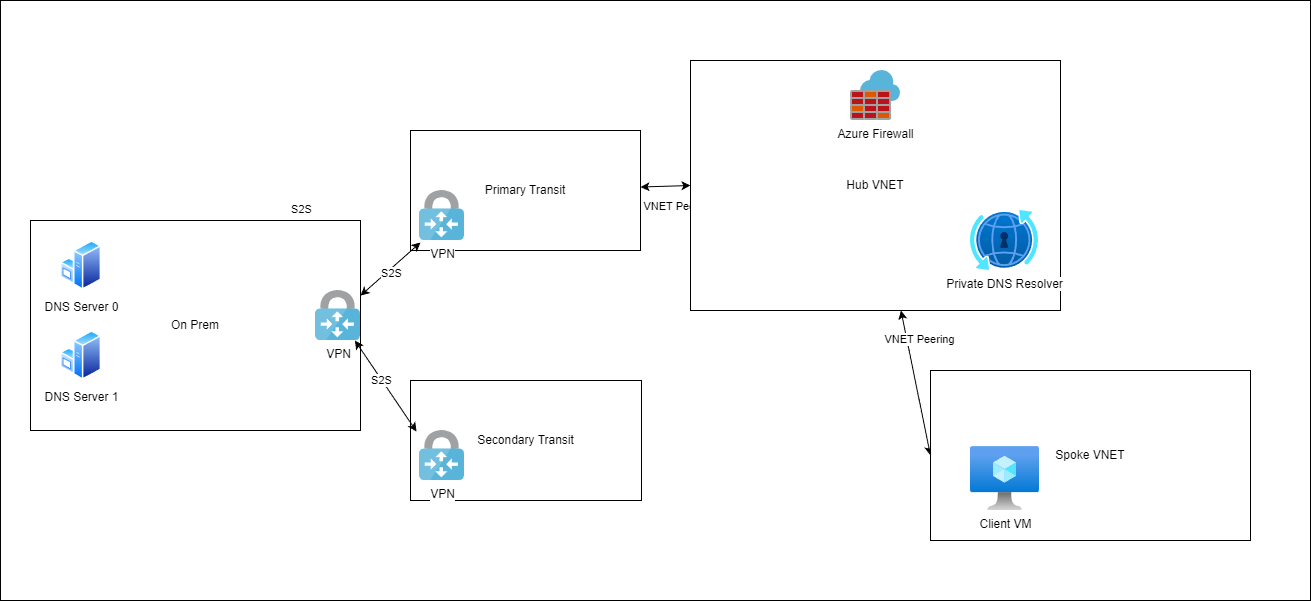 Azure Firewall
Hub VNET
Private DNS Resolver
Primary Transit
VPN
VNET Pe
S2S
DNS Server 0
On Prem
DNS Server 1
VPN
S2S
S2S
Secondary Transit
VPN
VNET Peering
Spoke VNET
Client VM